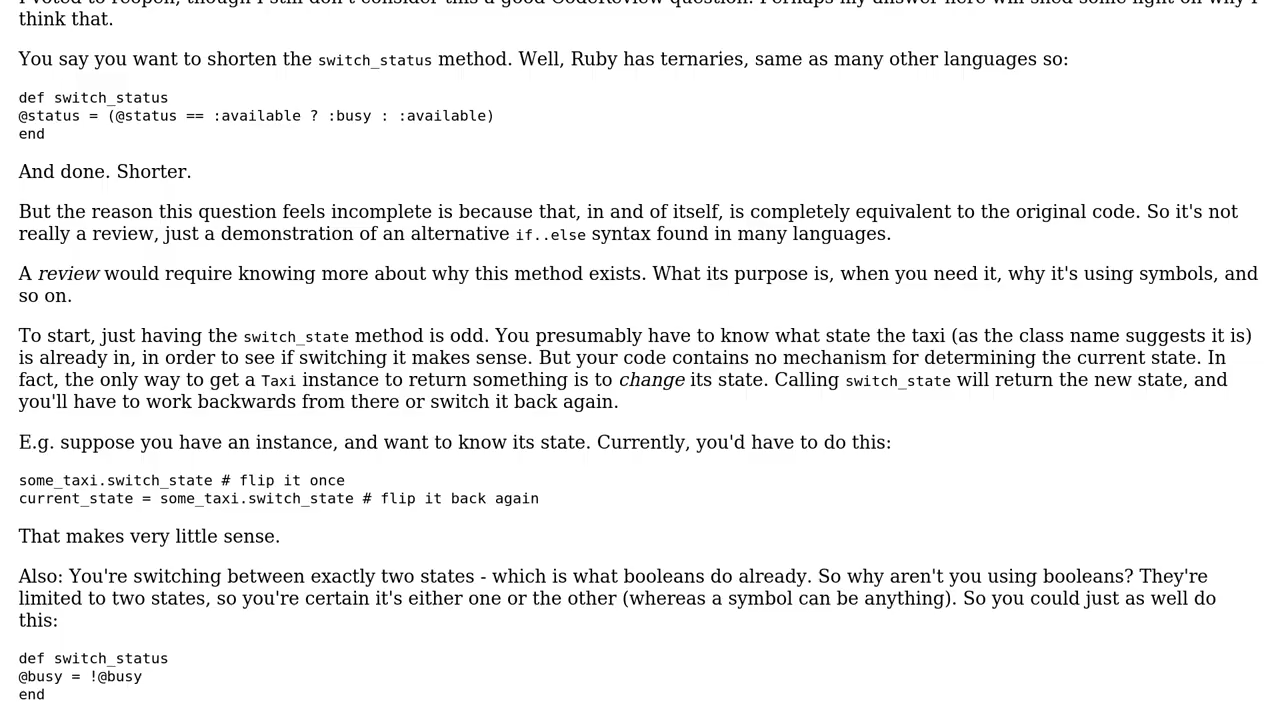 think that.
You say you want to shorten the switch_status method. Well, Ruby has ternaries, same as many other languages so:
def switch_status
@status = (@status == :available ? :busy : :available)
end
And done. Shorter.
But the reason this question feels incomplete is because that, in and of itself, is completely equivalent to the original code. So it's not
really a review, just a demonstration of an alternative if..else syntax found in many languages.
A review would require knowing more about why this method exists. What its purpose is, when you need it, why it's using symbols, and
so on.
To start, just having the switch_state method is odd. You presumably have to know what state the taxi (as the class name suggests it is)
is already in, in order to see if switching it makes sense. But your code contains no mechanism for determining the current state. In
fact, the only way to get a Taxi instance to return something is to change its state. Calling switch_state will return the new state, and
you'll have to work backwards from there or switch it back again.
E.g. suppose you have an instance, and want to know its state. Currently, you'd have to do this:
some_taxi.switch_state # flip it once
current_state = some_taxi.switch_state # flip it back again
That makes very little sense.
Also: You're switching between exactly two states - which is what booleans do already. So why aren't you using booleans? They're
limited to two states, so you're certain it's either one or the other (whereas a symbol can be anything). So you could just as well do
this:
def switch_status
@busy = !@busy
end